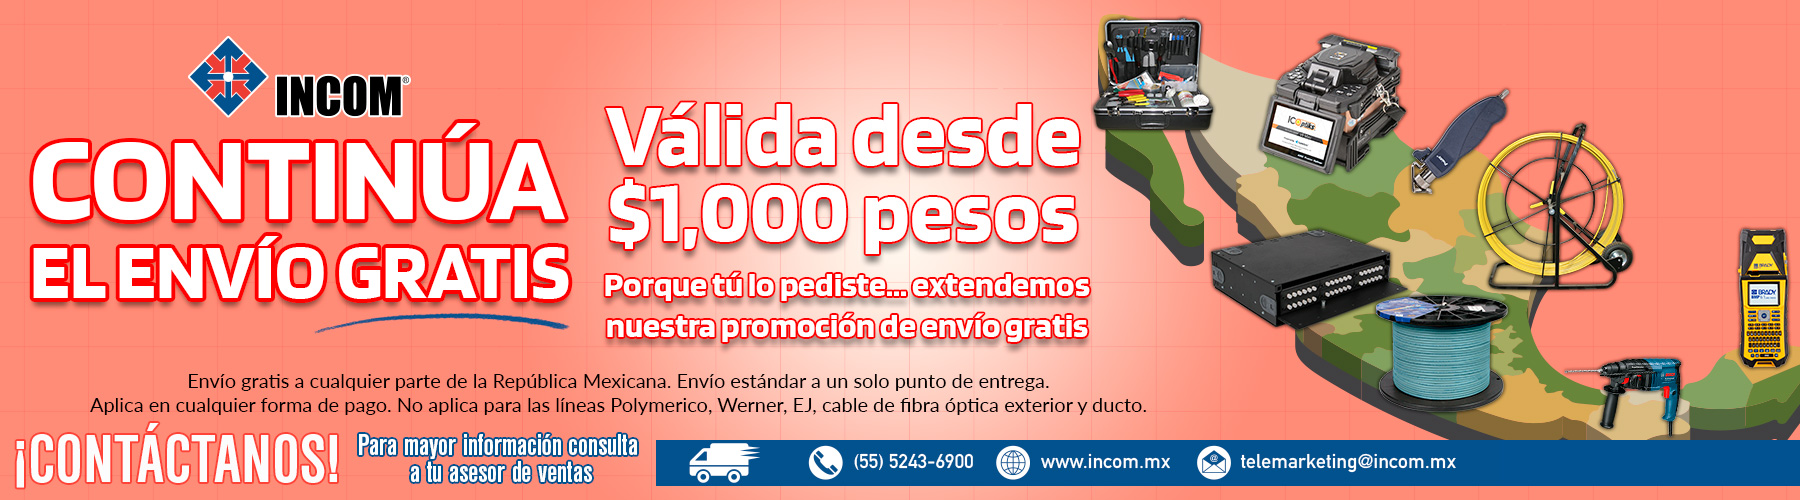 INCOM®
CONTINÚA
EL ENVÍO GRATIS
Válida desde
$1,000 pesos
Porque tú lo pediste... extendemos
nuestra promoción de envío gratis
Envío gratis a cualquier parte de la República Mexicana. Envío estándar a un solo punto de entrega.
Aplica en cualquier forma de pago. No aplica para las líneas Polymerico, Werner, EJ, cable de fibra óptica exterior y ducto.
¡CONTÁCTANOS!
Para mayor información consulta
a tu asesor de ventas
(55) 5243-6900
www.incom.mx
telemarketing@incom.mx
BRADY